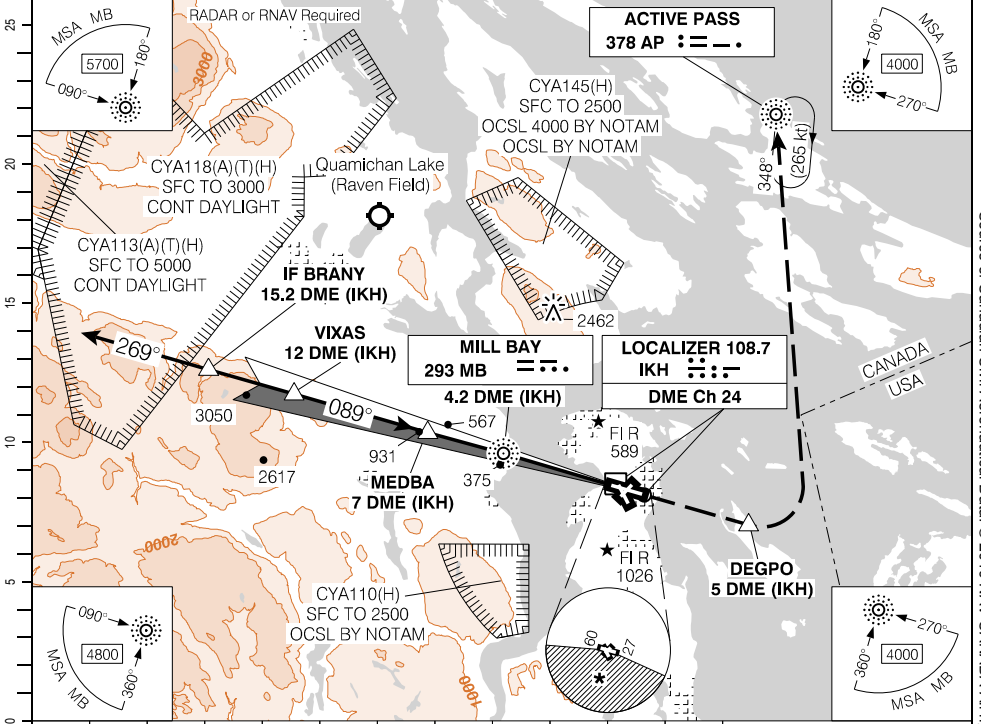 RADAR or RNAV Required
MSA MB
5700
180°
090°
3000
ACTIVE PASS
378 AP
MSA MB
4000
180°
270°
CYA145(H)
SFC TO 2500
OCSL 4000 BY NOTAM
OCSL BY NOTAM
348°
(265 kt)
CYA118(A)(T)(H)
SFC TO 3000
CONT DAYLIGHT
Quamichan Lake
(Raven Field)
CYA113(A)(T)(H)
SFC TO 5000
CONT DAYLIGHT
IF BRANY
15.2 DME (IKH)
2462
VIXAS
12 DME (IKH)
269°
MILL BAY
293 MB
4.2 DME (IKH)
LOCALIZER 108.7
IKH
DME Ch 24
CANADA
USA
3050
089°
567
FI R
589
931
2617
MEDBA
7 DME (IKH)
375
FI R
1026
DEGPO
5 DME (IKH)
2000
CYA110(H)
SFC TO 2500
OCSL BY NOTAM
1000
27
090°
4800
MSA MB
360°
270°
4000
360°
MSA MB
25
20
15
10
5
0